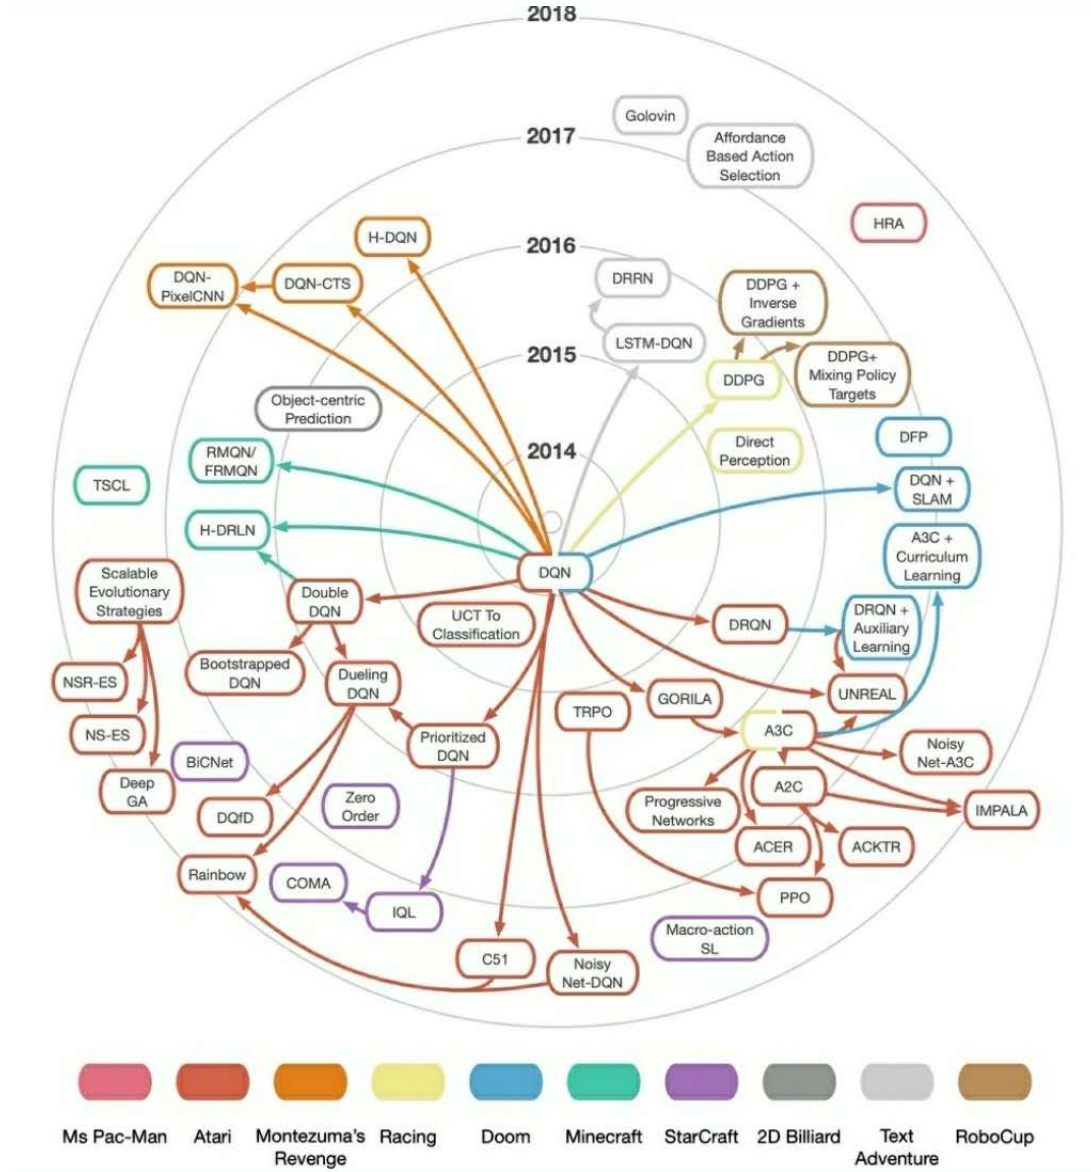 2018
Golovin
2017
Affordance
Based Action
Selection
HRA
H-DQN
2016
DQN-
PixelCNN
DQN-CTS
DRRN
DDPG +
Inverse
Gradients
LSTM-DQN
2015
DDPG
DDPG+
Mixing Policy
Targets
Object-centric
Prediction
DFP
Direct
Perception
2014
RMQN/
FRMQN
TSCL
DQN +
SLAM
H-DRLN
A3C +
Curriculum
Learning
DQN
Scalable
Evolutionary
Strategies
Double
DQN
UCT To
Classification
DRQN
DRQN +
Auxiliary
Learning
Bootstrapped
DQN
Dueling
DQN
NSR-ES
UNREAL
GORILA
TRPO
NS-ES
A3C
Prioritized
DQN
Noisy
Net-A3C
BiCNet
Deep
GA
A2C
Zero
Order
DQfD
Progressive
Networks
IMPALA
ACER
ACKTR
Rainbow
COMA
PPO
IQL
Macro-action
SL
C51
Noisy
Net-DQN
Ms Pac-Man
Atari
Montezuma's
Revenge
Racing
Doom
Minecraft
StarCraft
2D Billiard
Text
Adventure
RoboCup